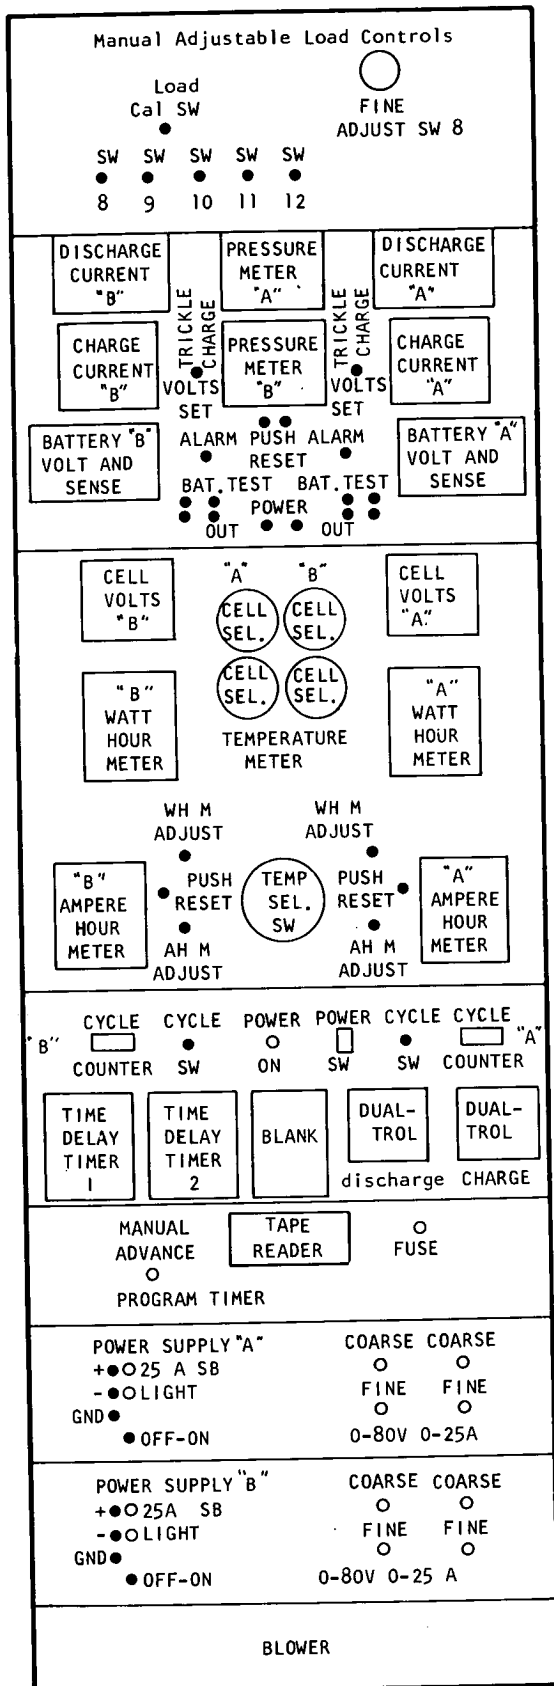 Manual Adjustable Load Controls
Load
Cal SW
FINE
ADJUST SW 8
SW SW SW SW SW
8 9 10 11 12
DISCHARGE
CURRENT
"B"
PRESSURE
METER
"A"
DISCHARGE
CURRENT
"A"
TRICKLE
CHARGE
VOLTS
SET
TRICKLE
CHARGE
VOLTS
SET
CHARGE
CURRENT
"B"
PRESSURE
METER
"B"
CHARGE
CURRENT
"A"
BATTERY "B"
VOLT AND
SENSE
ALARM PUSH ALARM
RESET
BATTERY "A"
VOLT AND
SENSE
BAT. TEST BAT. TEST
POWER
OUT OUT
CELL
VOLTS
"B"
"A" "B"
CELL
SEL.
CELL
SEL.
CELL
SEL.
CELL
SEL.
CELL
VOLTS
"A"
"B"
WATT
HOUR
METER
TEMPERATURE
METER
"A"
WATT
HOUR
METER
WH M
ADJUST
WH M
ADJUST
"B"
AMPERE
HOUR
METER
PUSH
RESET
TEMP
SEL.
SW
PUSH
RESET
"A"
AMPERE
HOUR
METER
AH M
ADJUST
AH M
ADJUST
CYCLE CYCLE POWER POWER CYCLE CYCLE
"B" "A"
COUNTER SW ON SW SW COUNTER
TIME
DELAY
TIMER
1
TIME
DELAY
TIMER
2
BLANK
DUAL-
TROL
DUAL-
TROL
discharge CHARGE
MANUAL
ADVANCE
TAPE
READER
FUSE
PROGRAM TIMER
POWER SUPPLY "A" COARSE COARSE
+ 25 A SB
- LIGHT FINE FINE
GND
OFF-ON 0-80V 0-25A
POWER SUPPLY "B" COARSE COARSE
+ 25A SB
- LIGHT FINE FINE
GND
OFF-ON 0-80V 0-25 A
BLOWER